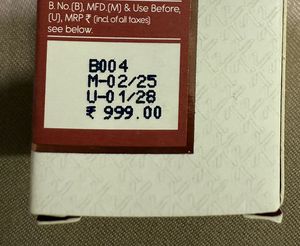 B. No.(B), MFD.(M) & Use Before,
(U), MRP ₹ (incl. of all taxes)
see below.
B004
M-02/25
U-01/28
₹ 999.00